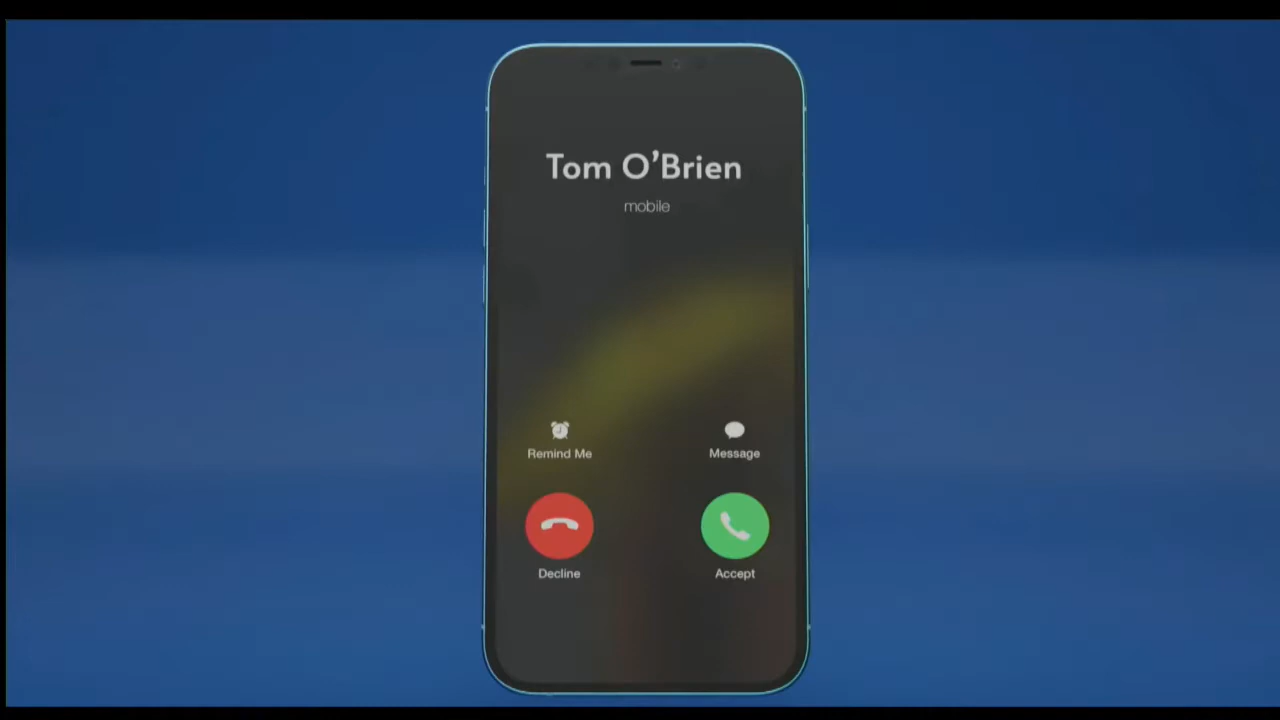 Tom O’Brien
mobile
Remind Me
Message
Decline
Accept